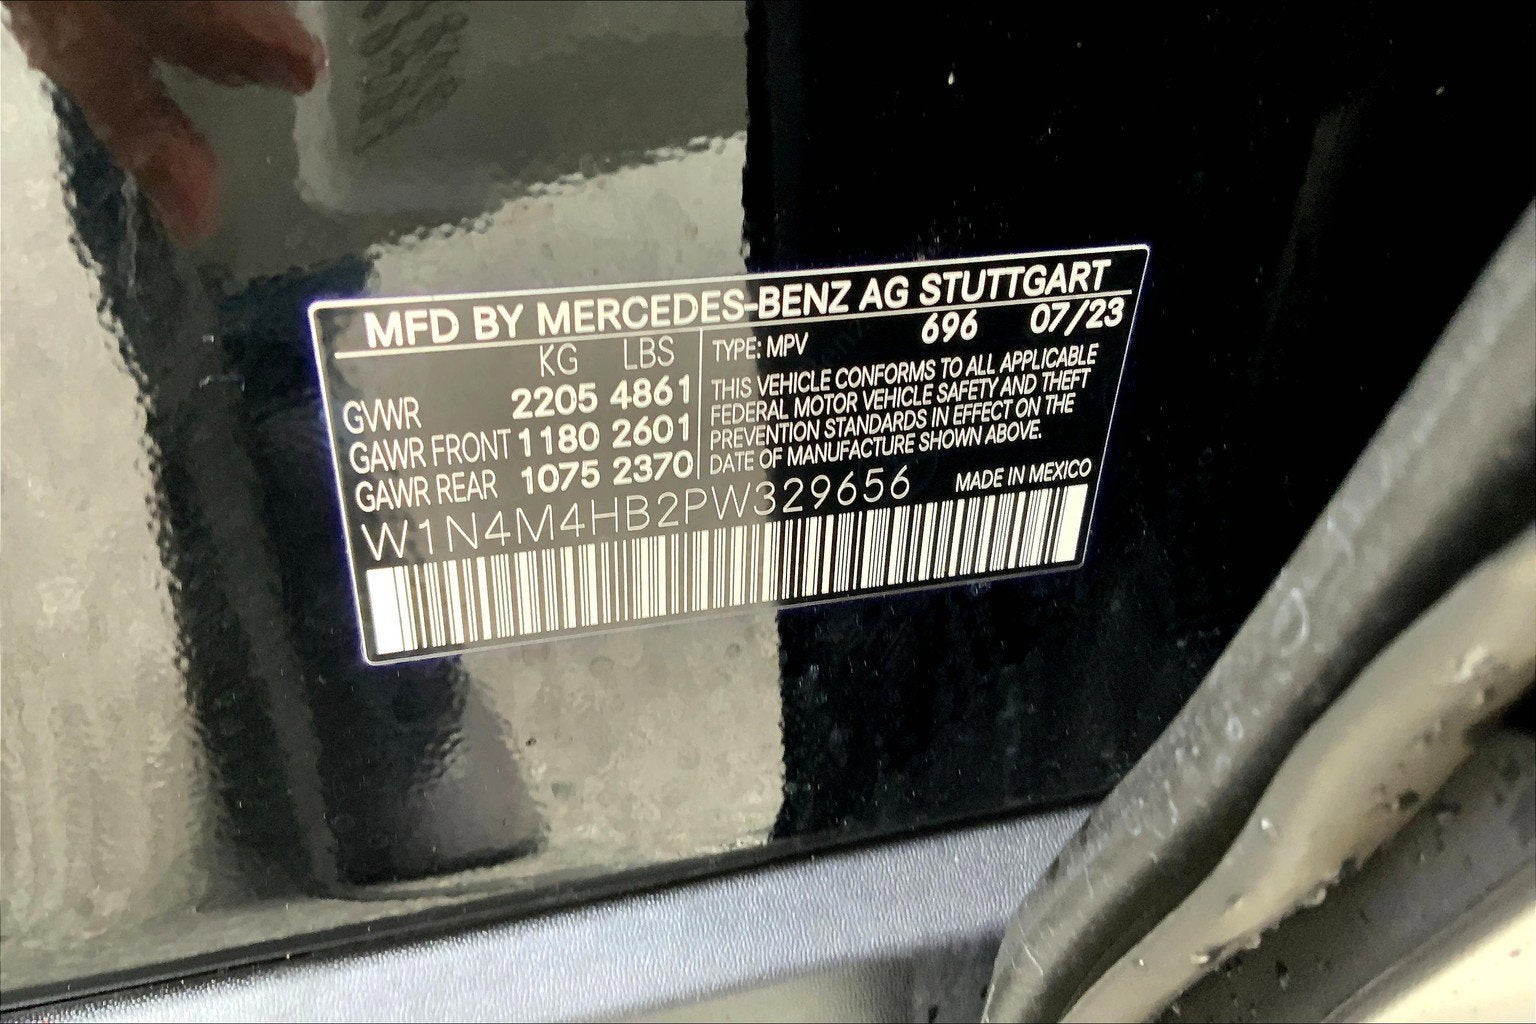 MFD BY MERCEDES-BENZ AG STUTTGART
KG LBS
GVWR 2205 4861
GAWR FRONT 1180 2601
GAWR REAR 1075 2370
696 07/23
TYPE: MPV
THIS VEHICLE CONFORMS TO ALL APPLICABLE
FEDERAL MOTOR VEHICLE SAFETY AND THEFT
PREVENTION STANDARDS IN EFFECT ON THE
DATE OF MANUFACTURE SHOWN ABOVE.
W1N4M4HB2PW329656 MADE IN MEXICO